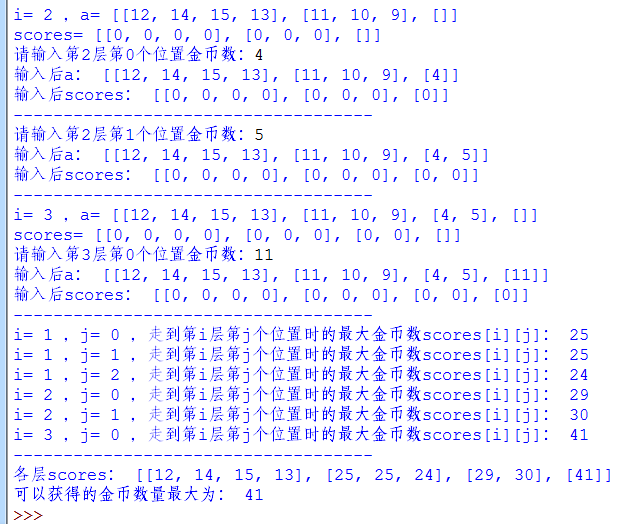 i= 2 , a= [[12, 14, 15, 13], [11, 10, 9], []]
scores= [[0, 0, 0, 0], [0, 0, 0], []]
请输入第2层第0个位置金币数: 4
输入后a:  [[12, 14, 15, 13], [11, 10, 9], [4]]
输入后scores:  [[0, 0, 0, 0], [0, 0, 0], [0]]
------------------------------------
请输入第2层第1个位置金币数: 5
输入后a:  [[12, 14, 15, 13], [11, 10, 9], [4, 5]]
输入后scores:  [[0, 0, 0, 0], [0, 0, 0], [0, 0]]
------------------------------------
i= 3 , a= [[12, 14, 15, 13], [11, 10, 9], [4, 5], []]
scores= [[0, 0, 0, 0], [0, 0, 0], [0, 0], []]
请输入第3层第0个位置金币数: 11
输入后a:  [[12, 14, 15, 13], [11, 10, 9], [4, 5], [11]]
输入后scores:  [[0, 0, 0, 0], [0, 0, 0], [0, 0], [0]]
------------------------------------
i= 1 , j= 0 , 走到第i层第j个位置时的最大金币数scores[i][j]:  25
i= 1 , j= 1 , 走到第i层第j个位置时的最大金币数scores[i][j]:  25
i= 1 , j= 2 , 走到第i层第j个位置时的最大金币数scores[i][j]:  24
i= 2 , j= 0 , 走到第i层第j个位置时的最大金币数scores[i][j]:  29
i= 2 , j= 1 , 走到第i层第j个位置时的最大金币数scores[i][j]:  30
i= 3 , j= 0 , 走到第i层第j个位置时的最大金币数scores[i][j]:  41
------------------------------------
各层scores:  [[12, 14, 15, 13], [25, 25, 24], [29, 30], [41]]
可以获得的金币数量最大为:  41
>>>